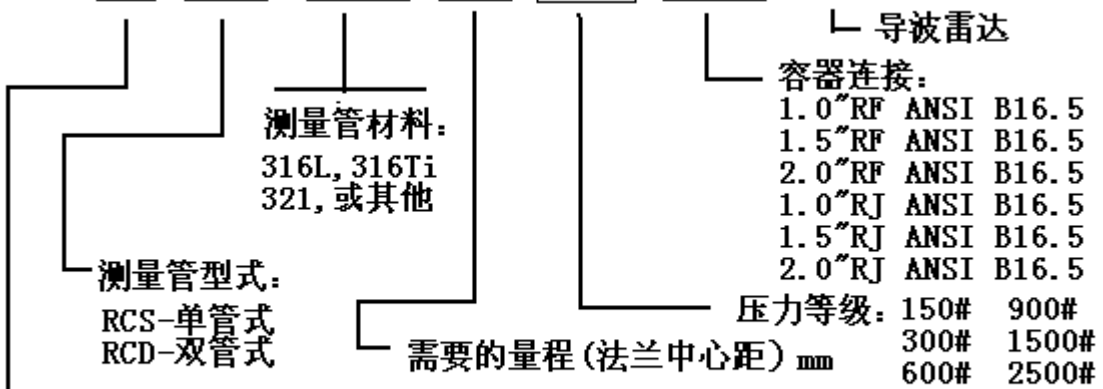 导波雷达
容器连接:
1.0"RF ANSI B16.5
1.5"RF ANSI B16.5
2.0"RF ANSI B16.5
1.0"RJ ANSI B16.5
1.5"RJ ANSI B16.5
2.0"RJ ANSI B16.5
测量管材料:
316L,316Ti
321,或其他
测量管型式:
RCS-单管式
RCD-双管式
需要的量程(法兰中心距)mm
压力等级: 150# 900#
300# 1500#
600# 2500#